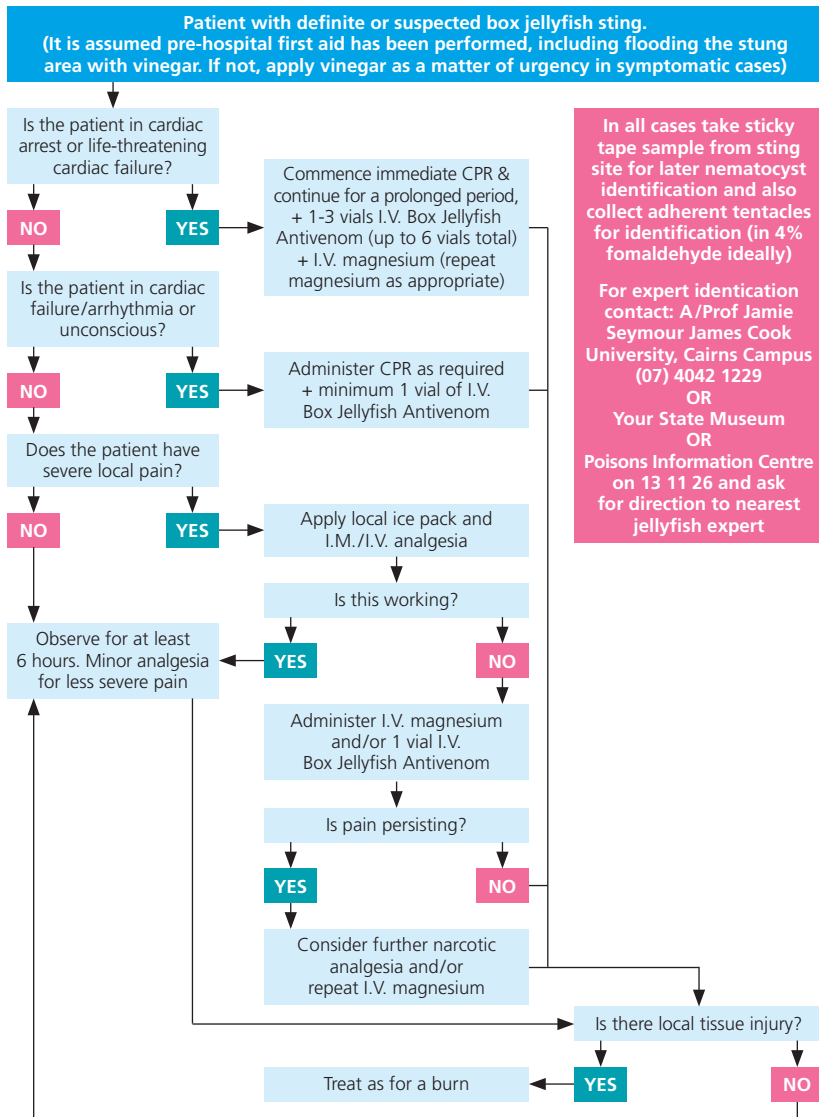 Patient with definite or suspected box jellyfish sting.
(It is assumed pre-hospital first aid has been performed, including flooding the stung
area with vinegar. If not, apply vinegar as a matter of urgency in symptomatic cases)
Is the patient in cardiac
arrest or life-threatening
cardiac failure?
NO
YES
Commence immediate CPR &
continue for a prolonged period,
+ 1-3 vials I.V. Box Jellyfish
Antivenom (up to 6 vials total)
+ I.V. magnesium (repeat
magnesium as appropriate)
Is the patient in cardiac
failure/arrhythmia or
unconscious?
NO
YES
Administer CPR as required
+ minimum 1 vial of I.V.
Box Jellyfish Antivenom
Does the patient have
severe local pain?
NO
YES
Apply local ice pack and
I.M./I.V. analgesia
Is this working?
YES
NO
Observe for at least
6 hours. Minor analgesia
for less severe pain
Administer I.V. magnesium
and/or 1 vial I.V.
Box Jellyfish Antivenom
Is pain persisting?
YES
NO
Consider further narcotic
analgesia and/or
repeat I.V. magnesium
Is there local tissue injury?
YES
NO
Treat as for a burn
In all cases take sticky
tape sample from sting
site for later nematocyst
identification and also
collect adherent tentacles
for identification (in 4%
fomaldehyde ideally)
For expert identication
contact: A/Prof Jamie
Seymour James Cook
University, Cairns Campus
(07) 4042 1229
OR
Your State Museum
OR
Poisons Information Centre
on 13 11 26 and ask
for direction to nearest
jellyfish expert